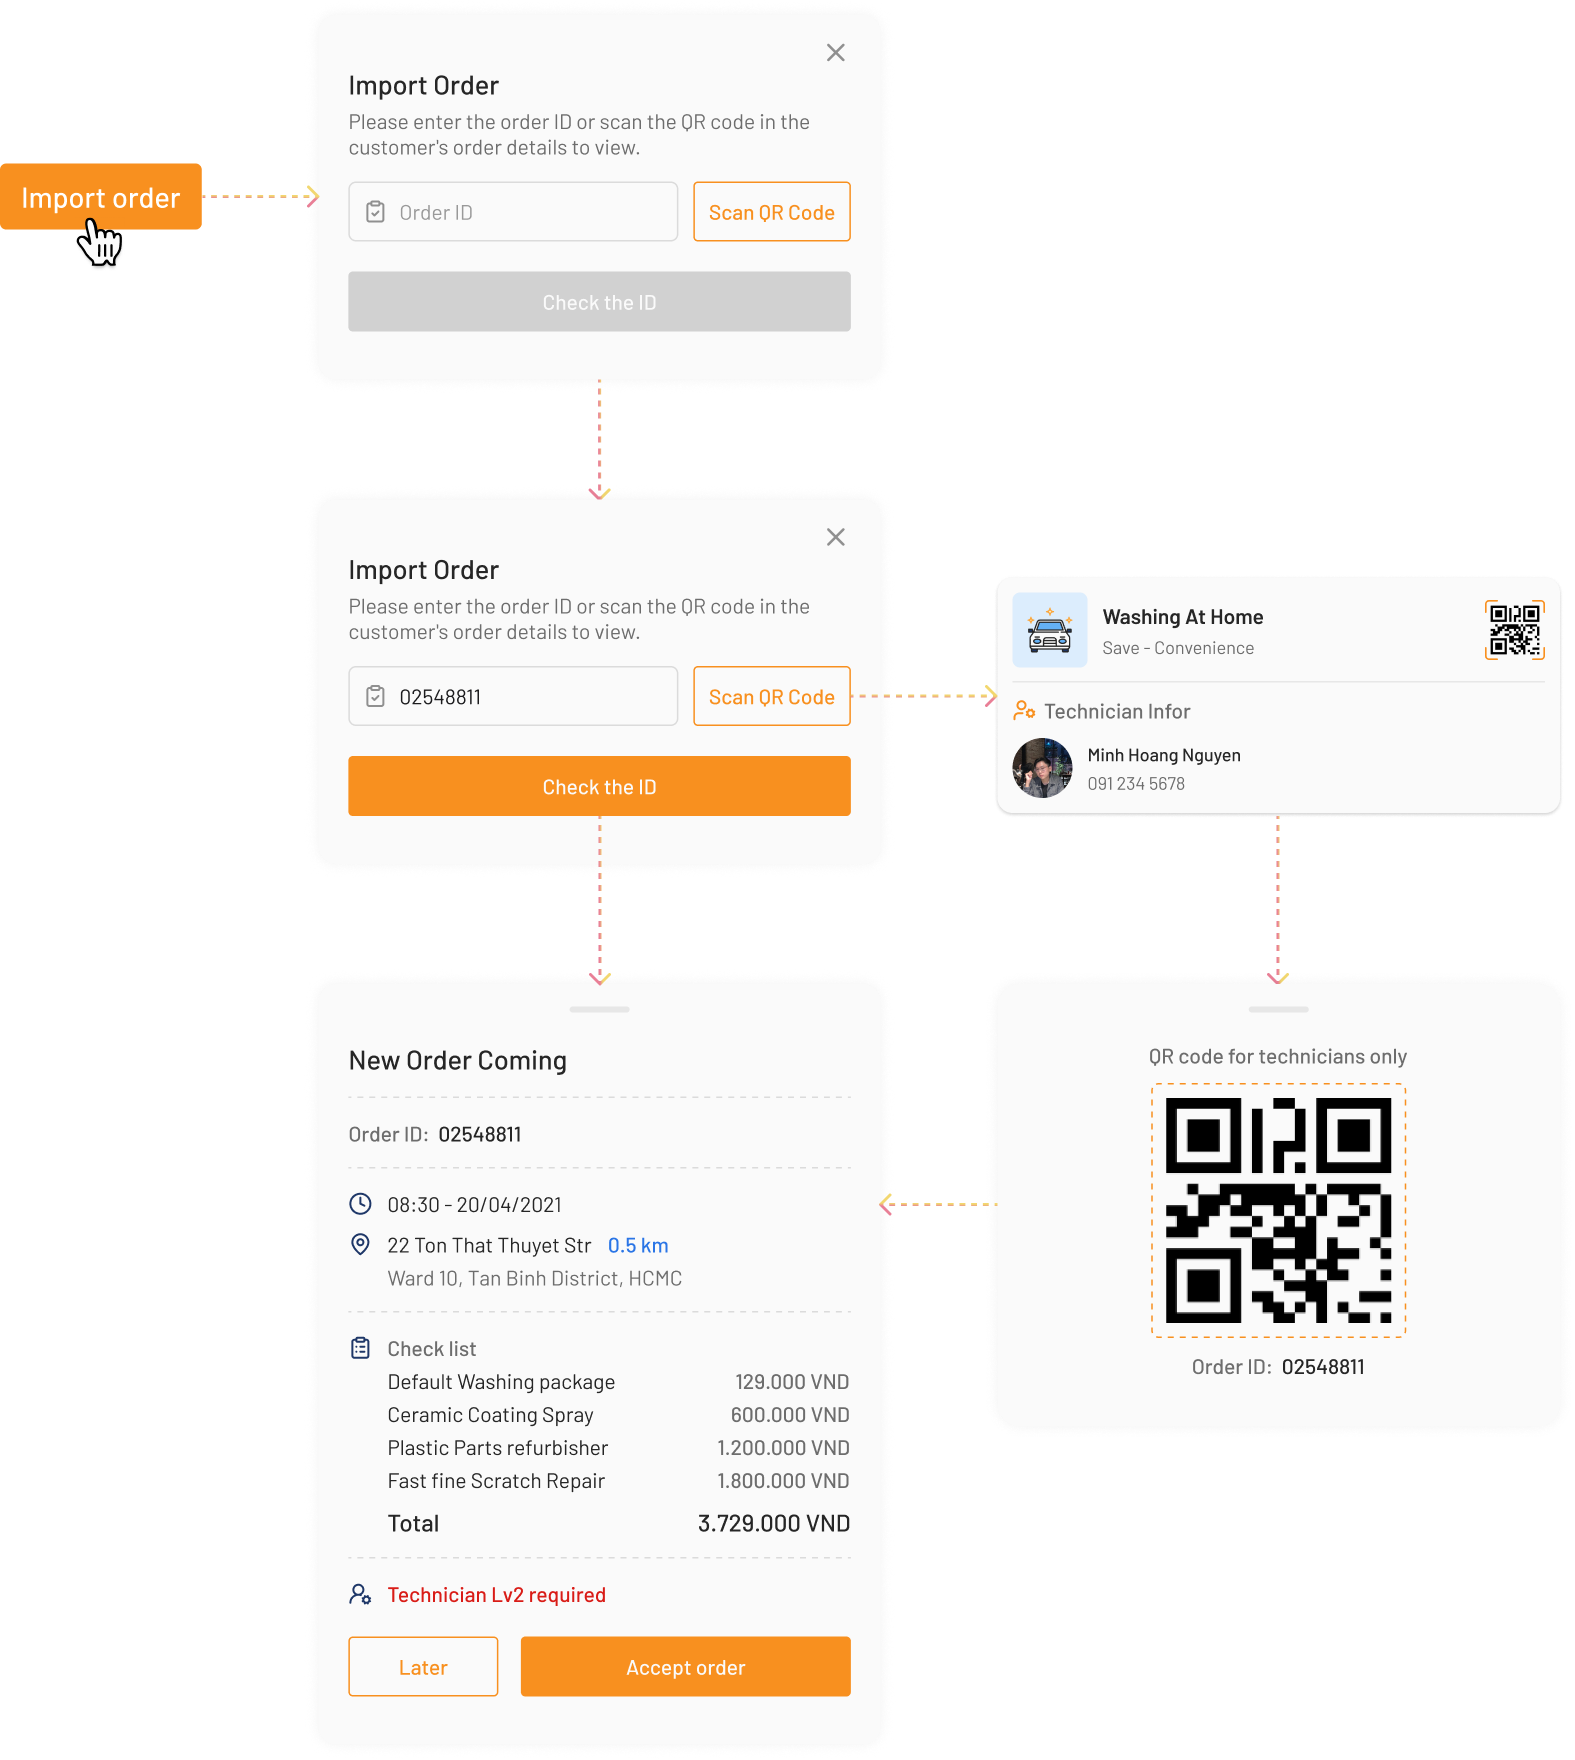 Import order
Import Order
Please enter the order ID or scan the QR code in the
customer's order details to view.
Order ID
Scan QR Code
Check the ID
Import Order
Please enter the order ID or scan the QR code in the
customer's order details to view.
02548811
Scan QR Code
Check the ID
Washing At Home
Save - Convenience
Technician Infor
Minh Hoang Nguyen
091 234 5678
New Order Coming
Order ID: 02548811
08:30 - 20/04/2021
22 Ton That Thuyet Str 0.5 km
Ward 10, Tan Binh District, HCMC
Check list
Default Washing package 129.000 VND
Ceramic Coating Spray 600.000 VND
Plastic Parts refurbisher 1.200.000 VND
Fast fine Scratch Repair 1.800.000 VND
Total 3.729.000 VND
Technician Lv2 required
Later
Accept order
QR code for technicians only
Order ID: 02548811